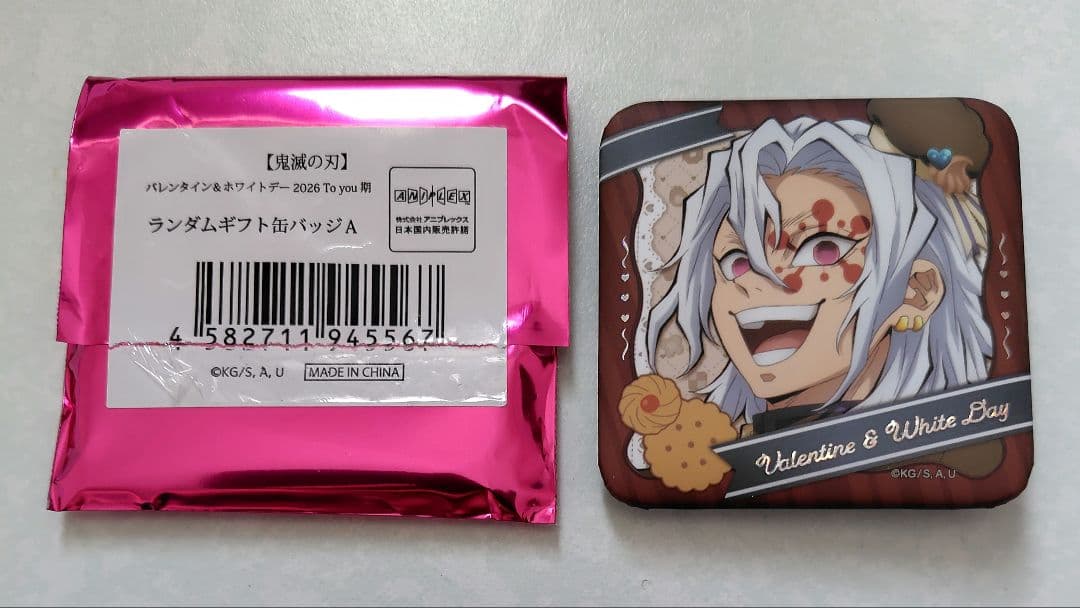 【鬼滅の刃】
バレンタイン&ホワイトデー 2026 To you 期
ランダムギフト缶バッジA
ANIPLEX
株式会社 アニプレックス
日本国内販売許諾
4 582711 945567
©KG/S, A, U MADE IN CHINA
Valentine & White Day
©KG/S, A, U